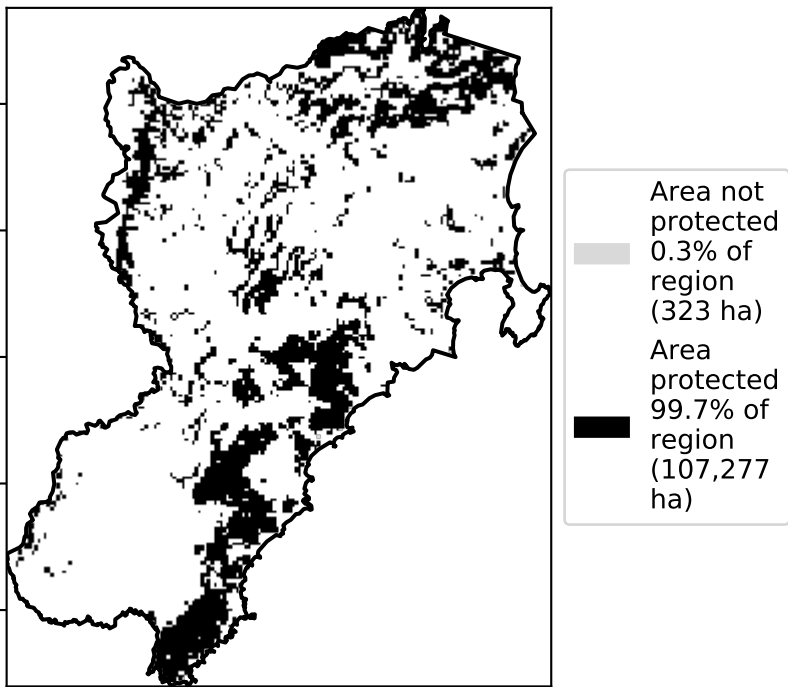 Area not
protected
0.3% of
region
(323 ha)
Area
protected
99.7% of
region
(107,277
ha)